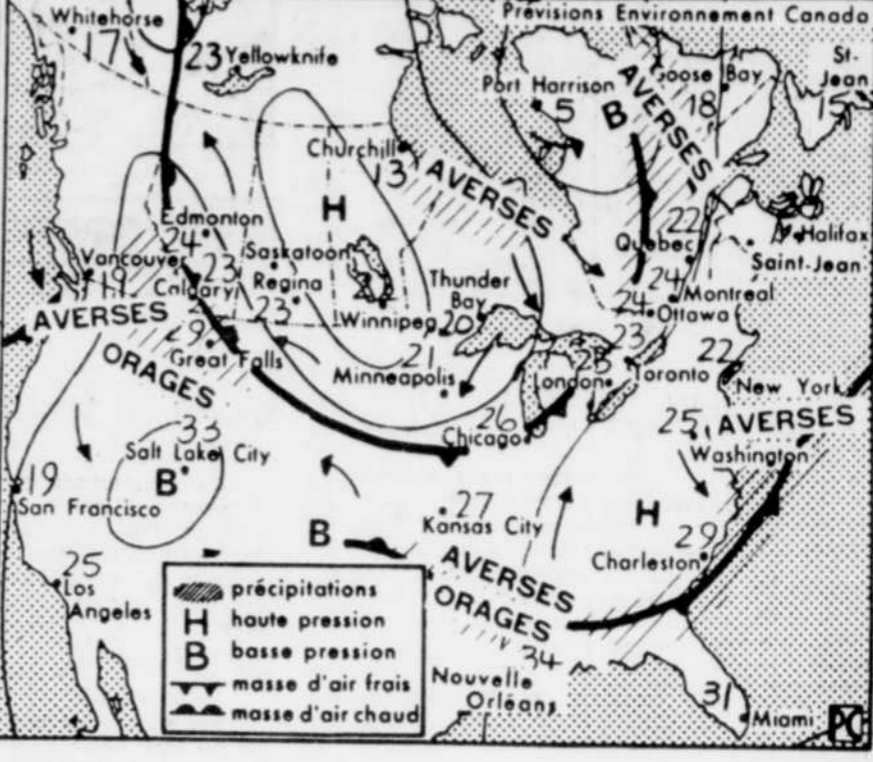 Prévisions Environnement Canada
Whitehorse
17
23 Yellowknife
Port Harrison
5
B
AVERSES
Goose Bay
18
St-
Jean
15
Churchill
13
AVERSES
H
Edmonton
24
Vancouver
19
23
Calgary
Saskatoon
Regina
23
Winnipeg
Thunder
Bay
20
22
Québec
Halifax
Saint-Jean
24
Montreal
24
Ottawa
23
Toronto
25
London
22
New York
AVERSES
ORAGES
29
Great Falls
21
Minneapolis
26
Chicago
25
Washington
AVERSES
33
Salt Lake City
B
19
San Francisco
27
Kansas City
H
29
Charleston
B
25
Los
Angeles
AVERSES
ORAGES
34
Nouvelle
Orléans
31
Miami
précipitations
H haute pression
B basse pression
masse d'air frais
masse d'air chaud
PC